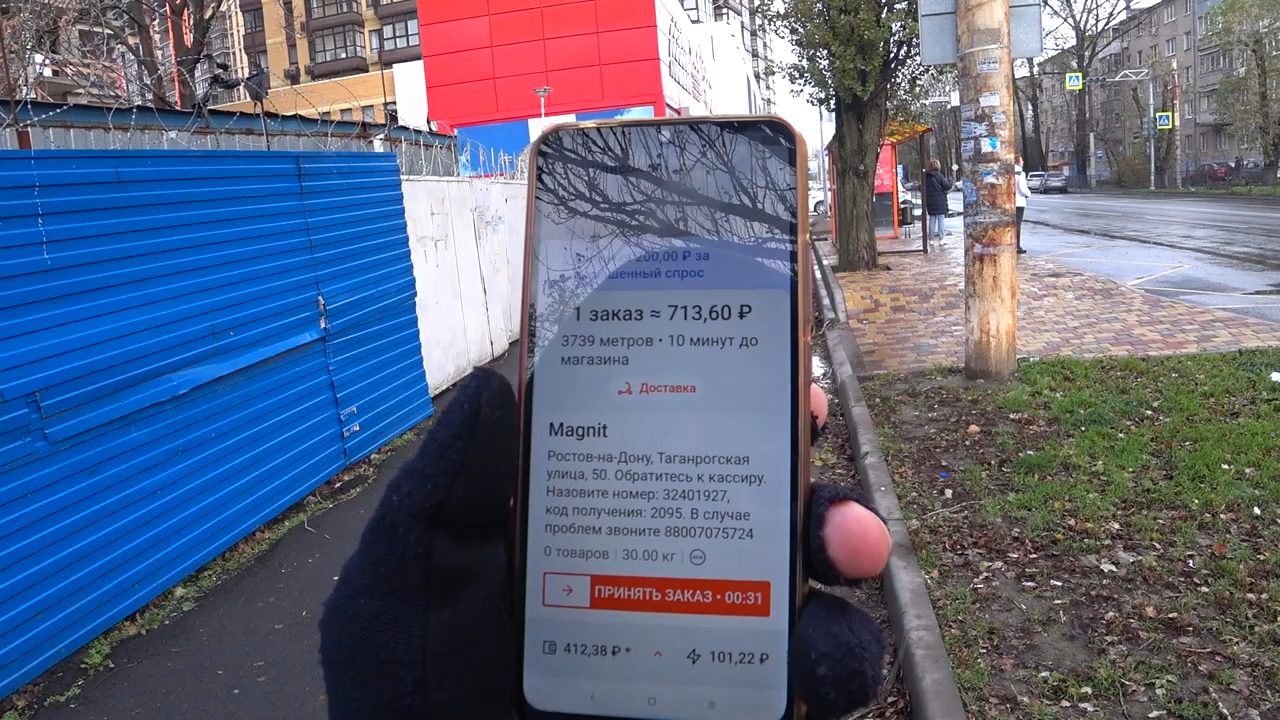 200,00 ₽ за
шенный спрос
1 заказ ≈ 713,60 ₽
3739 метров • 10 минут до
магазина
Доставка
Magnit
Ростов-на-Дону, Таганрогская
улица, 50. Обратитесь к кассиру.
Назовите номер: 32401927,
код получения: 2095. В случае
проблем звоните 88007075724
0 товаров | 30.00 кг
ПРИНЯТЬ ЗАКАЗ • 00:31
412,38 ₽ *
101,22 ₽